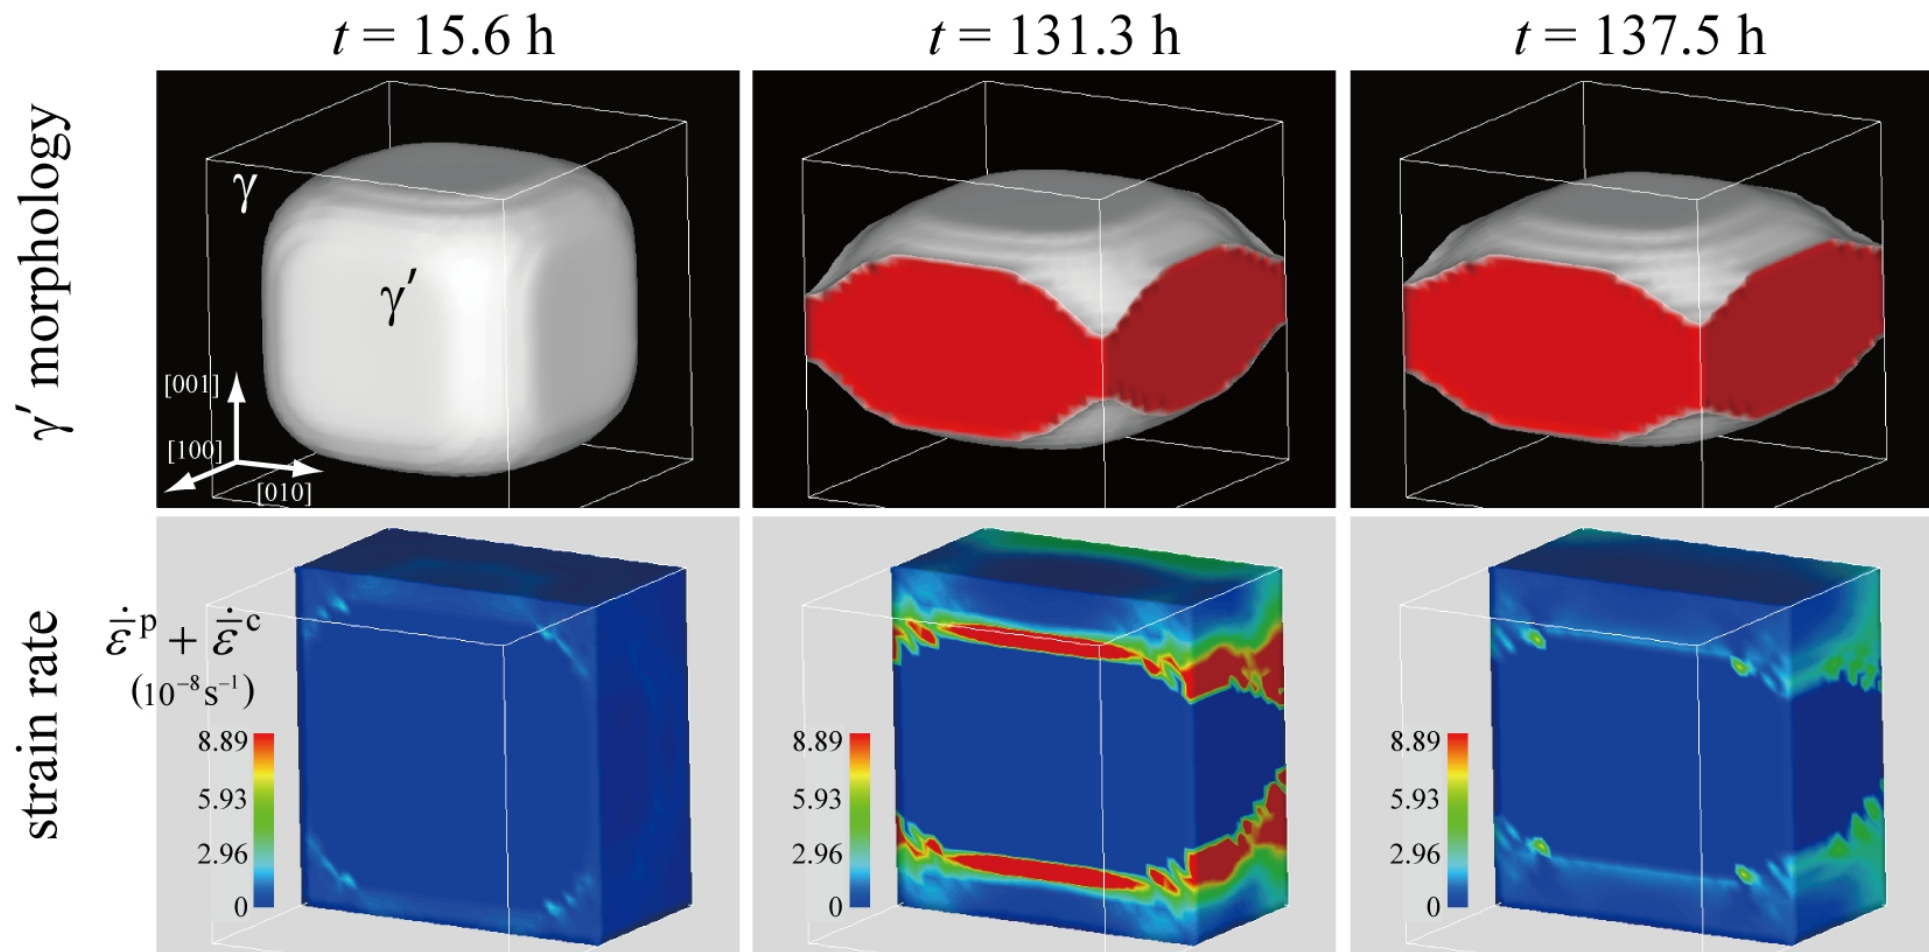 t = 15.6 h
t = 131.3 h
t = 137.5 h
γ′ morphology
γ
γ′
[001]
[100]
[010]
strain rate
ε̇̄ᵖ + ε̇̄ᶜ
(10⁻⁸ s⁻¹)
8.89
5.93
2.96
0
8.89
5.93
2.96
0
8.89
5.93
2.96
0